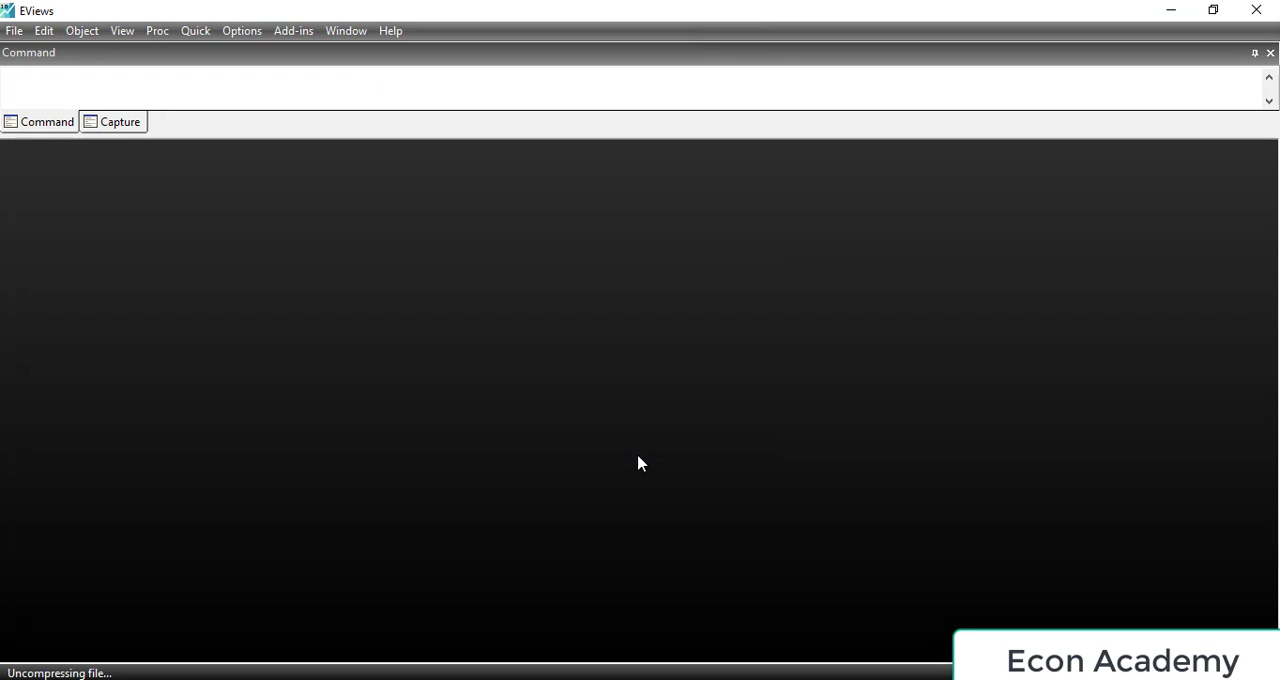 EViews
File Edit Object View Proc Quick Options Add-ins Window Help
Command
Command Capture
Uncompressing file...
Econ Academy